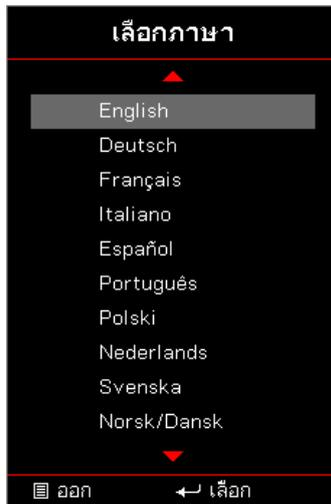 เลือกภาษา
English
Deutsch
Français
Italiano
Español
Português
Polski
Nederlands
Svenska
Norsk/Dansk
ออก เลือก